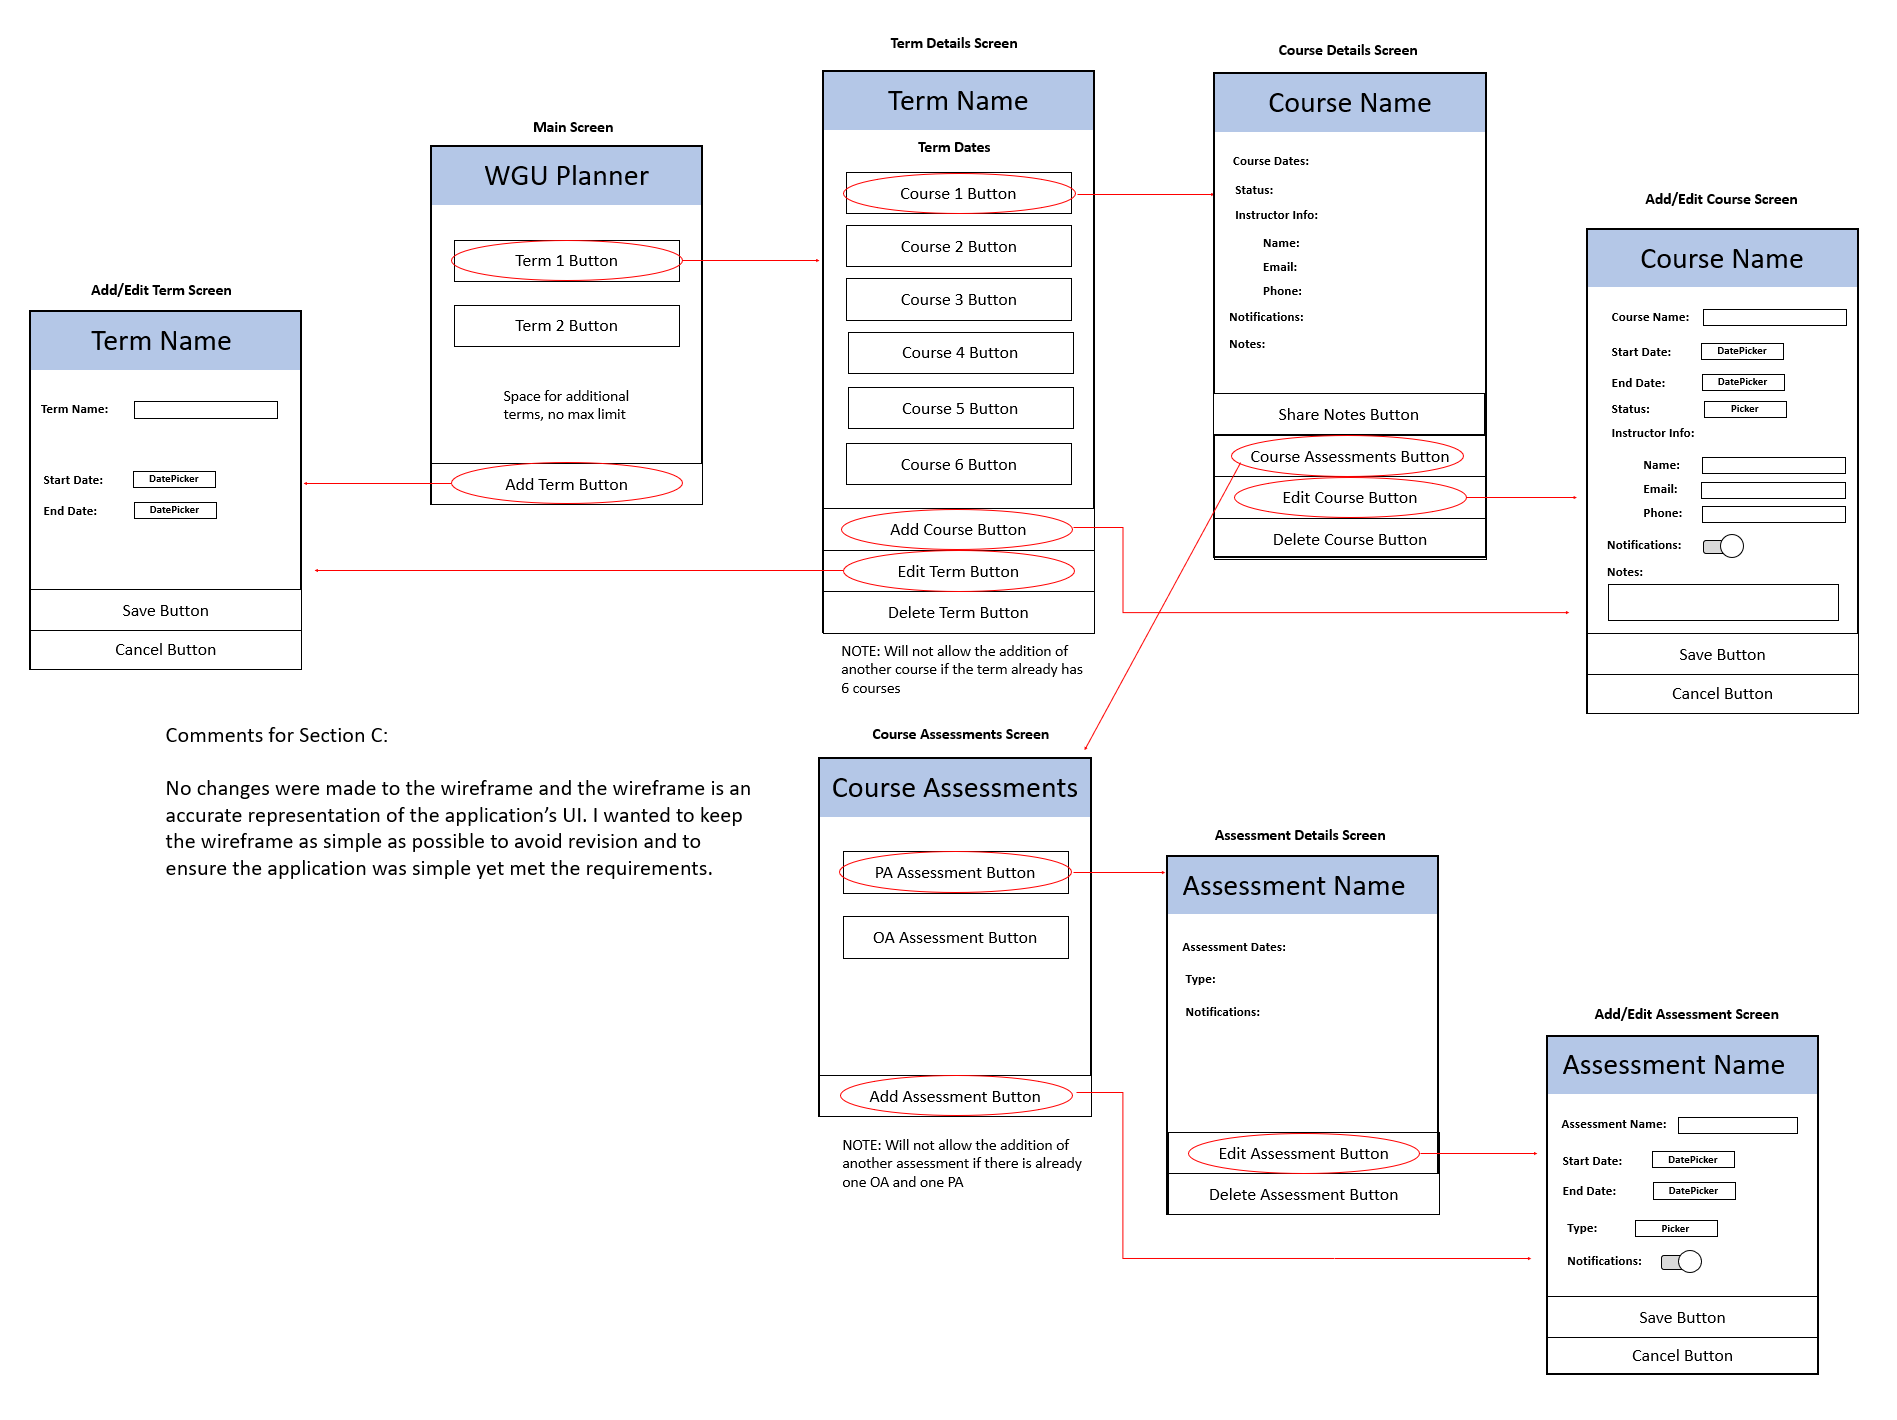 Add/Edit Term Screen
Term Name
Term Name:
Start Date: DatePicker
End Date: DatePicker
Save Button
Cancel Button
Main Screen
WGU Planner
Term 1 Button
Term 2 Button
Space for additional
terms, no max limit
Add Term Button
Term Details Screen
Term Name
Term Dates
Course 1 Button
Course 2 Button
Course 3 Button
Course 4 Button
Course 5 Button
Course 6 Button
Add Course Button
Edit Term Button
Delete Term Button
NOTE: Will not allow the addition of
another course if the term already has
6 courses
Course Details Screen
Course Name
Course Dates:
Status:
Instructor Info:
Name:
Email:
Phone:
Notifications:
Notes:
Share Notes Button
Course Assessments Button
Edit Course Button
Delete Course Button
Add/Edit Course Screen
Course Name
Course Name:
Start Date: DatePicker
End Date: DatePicker
Status: Picker
Instructor Info:
Name:
Email:
Phone:
Notifications:
Notes:
Save Button
Cancel Button
Comments for Section C:
No changes were made to the wireframe and the wireframe is an
accurate representation of the application’s UI. I wanted to keep
the wireframe as simple as possible to avoid revision and to
ensure the application was simple yet met the requirements.
Course Assessments Screen
Course Assessments
PA Assessment Button
OA Assessment Button
Add Assessment Button
NOTE: Will not allow the addition of
another assessment if there is already
one OA and one PA
Assessment Details Screen
Assessment Name
Assessment Dates:
Type:
Notifications:
Edit Assessment Button
Delete Assessment Button
Add/Edit Assessment Screen
Assessment Name
Assessment Name:
Start Date: DatePicker
End Date: DatePicker
Type: Picker
Notifications:
Save Button
Cancel Button